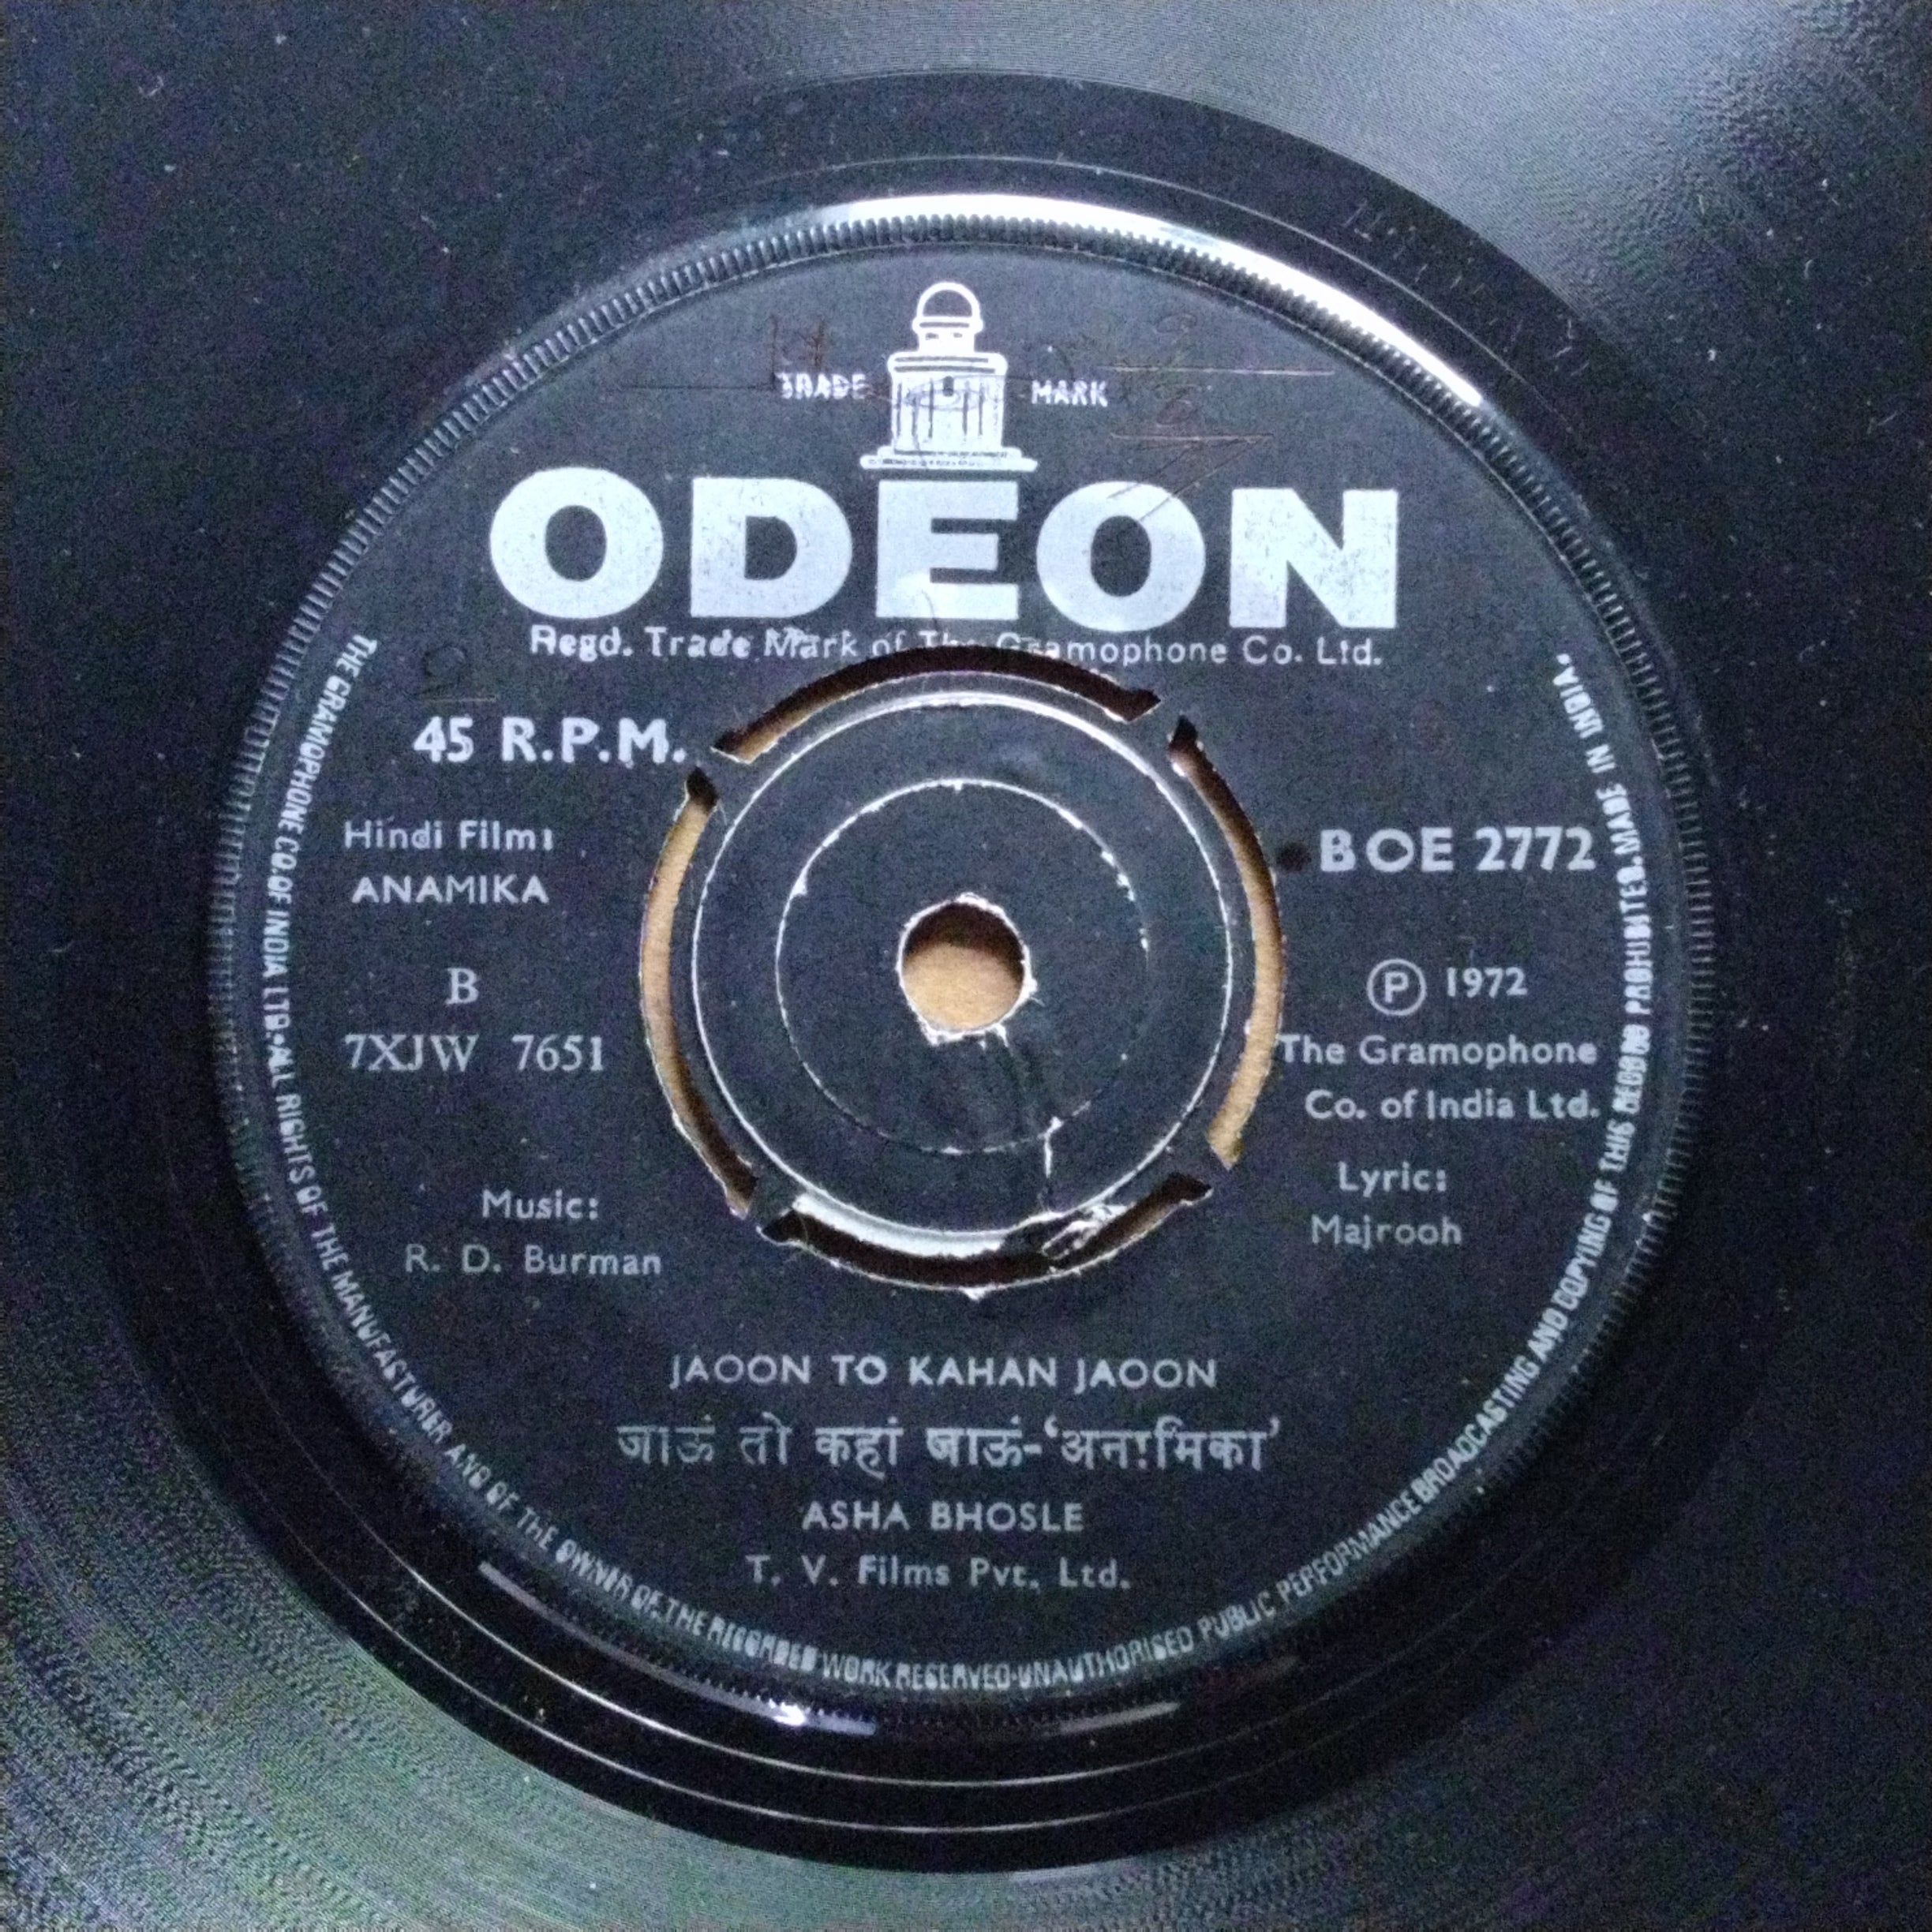 TRADE MARK
ODEON
Regd. Trade Mark of The Gramophone Co. Ltd.
45 R.P.M.
Hindi Film:
ANAMIKA
B
7XJW 7651
Music:
R. D. Burman
BOE 2772
Ⓟ 1972
The Gramophone
Co. of India Ltd.
Lyric:
Majrooh
JAOON TO KAHAN JAOON
जाऊं तो कहां जाऊं-'अनामिका'
ASHA BHOSLE
T. V. Films Pvt. Ltd.
THE GRAMOPHONE CO. OF INDIA LTD. ALL RIGHTS OF THE MANUFACTURER AND OF THE OWNER OF THE RECORDED WORK RESERVED. UNAUTHORISED PUBLIC PERFORMANCE BROADCASTING AND COPYING OF THIS RECORD PROHIBITED. MADE IN INDIA.